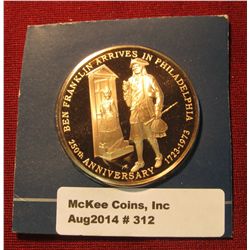 BEN FRANKLIN ARRIVES IN PHILADELPHIA
250th ANNIVERSARY 1723-1973
McKee Coins, Inc
Aug2014 # 312